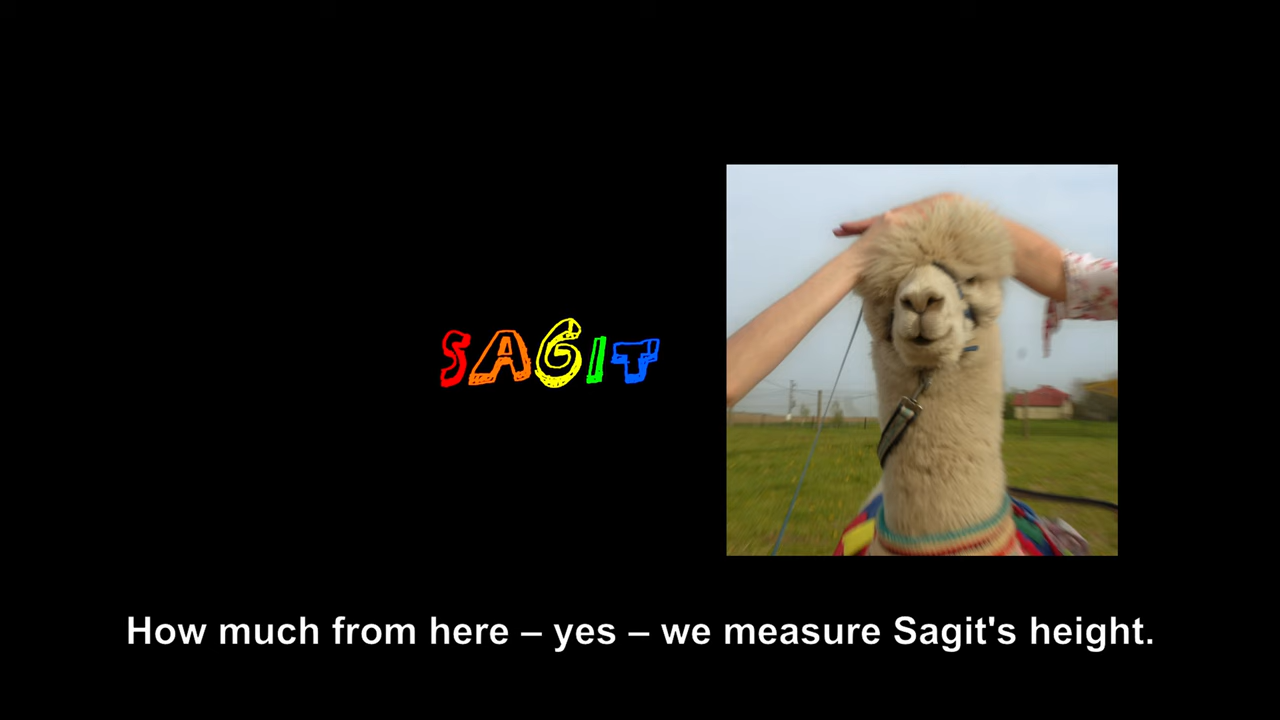 SAGIT
How much from here – yes – we measure Sagit's height.